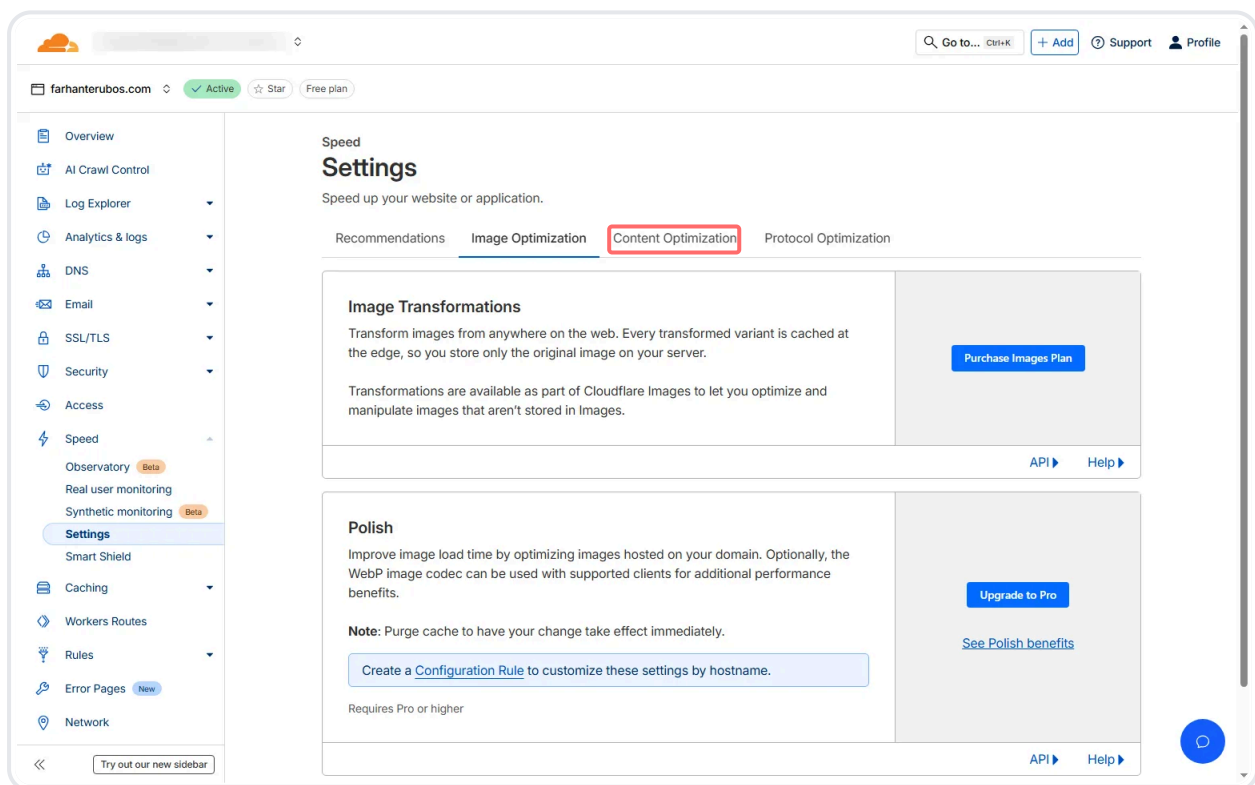 Go to... Ctrl+K
+ Add
Support
Profile
farhanterubos.com
Active
Star
Free plan
Overview
AI Crawl Control
Log Explorer
Analytics & logs
DNS
Email
SSL/TLS
Security
Access
Speed
Observatory Beta
Real user monitoring
Synthetic monitoring Beta
Settings
Smart Shield
Caching
Workers Routes
Rules
Error Pages New
Network
Try out our new sidebar
Speed
Settings
Speed up your website or application.
Recommendations
Image Optimization
Content Optimization
Protocol Optimization
Image Transformations
Transform images from anywhere on the web. Every transformed variant is cached at
the edge, so you store only the original image on your server.
Transformations are available as part of Cloudflare Images to let you optimize and
manipulate images that aren't stored in Images.
Purchase Images Plan
API
Help
Polish
Improve image load time by optimizing images hosted on your domain. Optionally, the
WebP image codec can be used with supported clients for additional performance
benefits.
Note: Purge cache to have your change take effect immediately.
Create a Configuration Rule to customize these settings by hostname.
Requires Pro or higher
Upgrade to Pro
See Polish benefits
API
Help